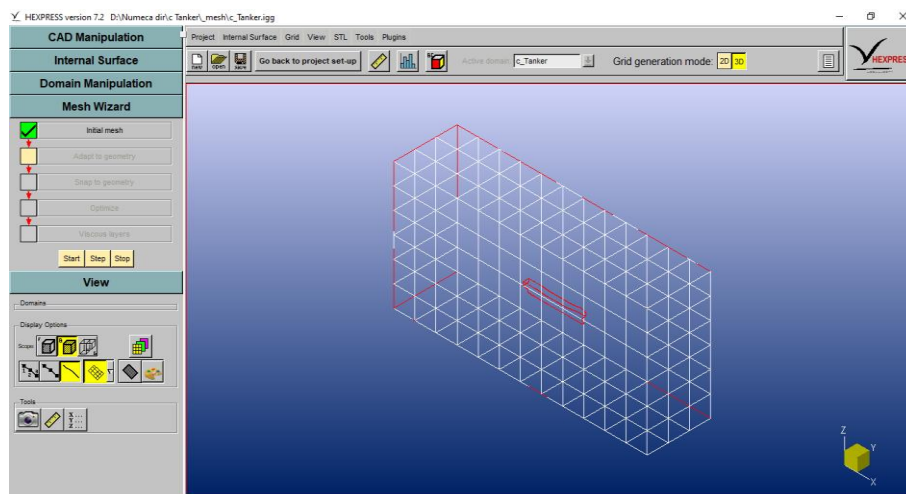 HEXPRESS version 7.2 D:\Numeca dir\c Tanker\_mesh\c_Tanker.igg
CAD Manipulation
Internal Surface
Domain Manipulation
Mesh Wizard
Initial mesh
Adapt to geometry
Snap to geometry
Optimize
Viscous layers
Start Step Stop
View
Domains
Display Options
Scope
Tools
Project Internal Surface Grid View STL Tools Plugins
new open save Go back to project set-up Active domain: c_Tanker Grid generation mode: 2D 3D
HEXPRESS
Z
Y
X